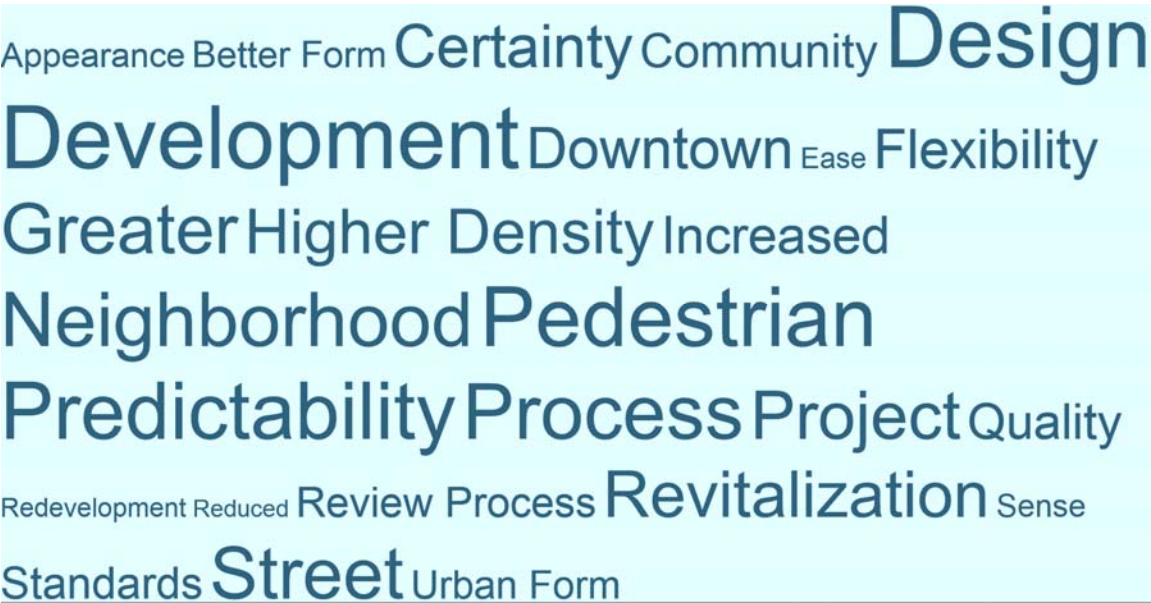 Appearance Better Form Certainty Community Design
Development Downtown Ease Flexibility
Greater Higher Density Increased
Neighborhood Pedestrian
Predictability Process Project Quality
Redevelopment Reduced Review Process Revitalization Sense
Standards Street Urban Form